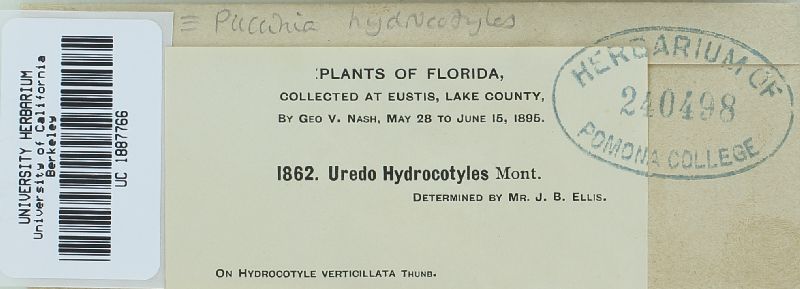 ≡ Puccinia hydrocotyles
UNIVERSITY HERBARIUM
University of California
Berkeley
UC 1887766
PLANTS OF FLORIDA,
COLLECTED AT EUSTIS, LAKE COUNTY,
BY GEO V. NASH, MAY 28 TO JUNE 15, 1895.
1862. Uredo Hydrocotyles Mont.
DETERMINED BY MR. J. B. ELLIS.
ON HYDROCOTYLE VERTICILLATA THUNB.
HERBARIUM OF
240498
POMONA COLLEGE